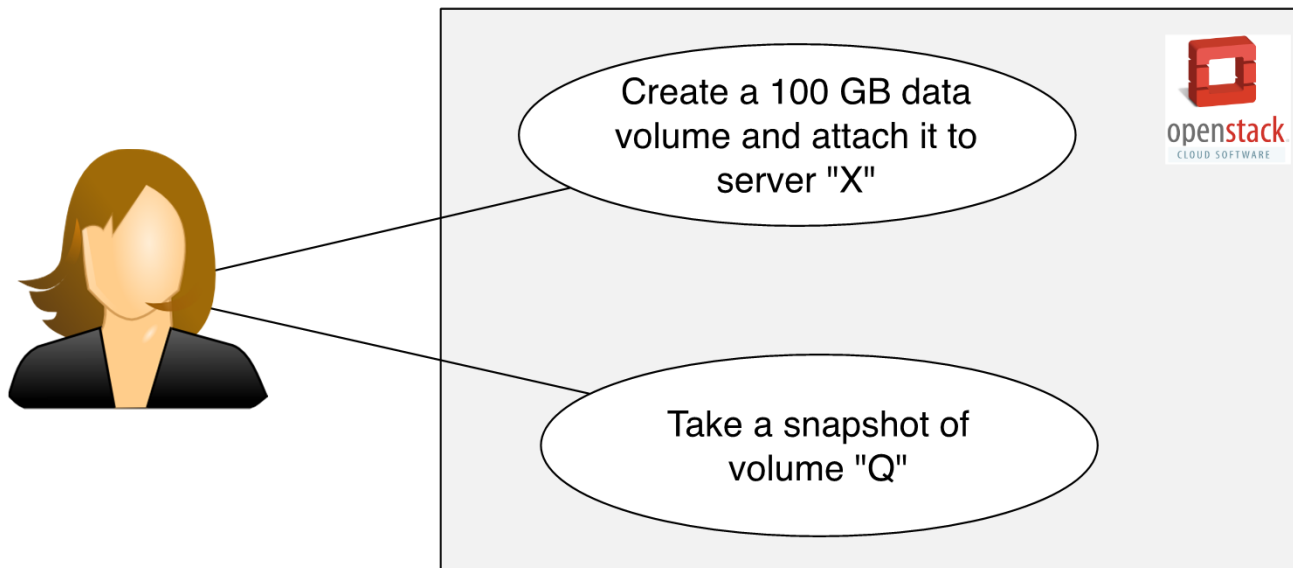 Create a 100 GB data
volume and attach it to
server "X"
openstack
CLOUD SOFTWARE
Take a snapshot of
volume "Q"